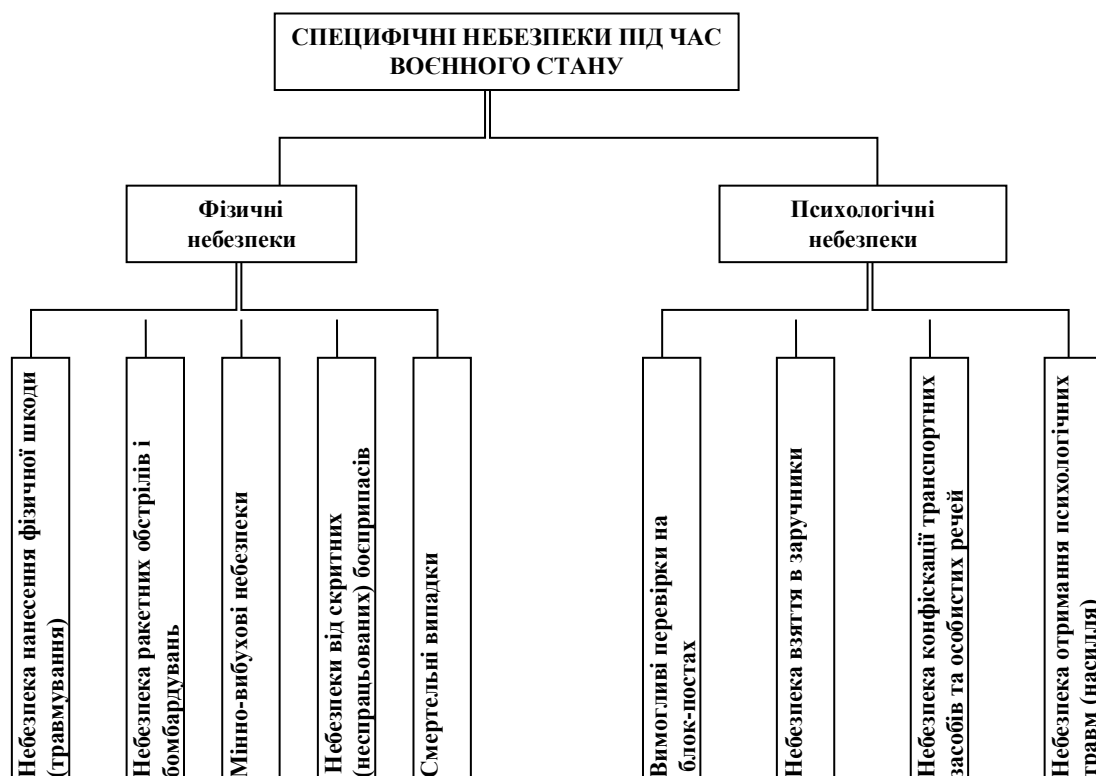 СПЕЦИФІЧНІ НЕБЕЗПЕКИ ПІД ЧАС
ВОЄННОГО СТАНУ
Фізичні
небезпеки
Психологічні
небезпеки
Небезпека нанесення фізичної шкоди
(травмування)
Небезпека ракетних обстрілів і
бомбардувань
Мінно-вибухові небезпеки
Небезпеки від скритних
(неспрацьованих) боєприпасів
Смертельні випадки
Вимогливі перевірки на
блок-постах
Небезпека взяття в заручники
Небезпека конфіскації транспортних
засобів та особистих речей
Небезпека отримання психологічних
травм (насилля)